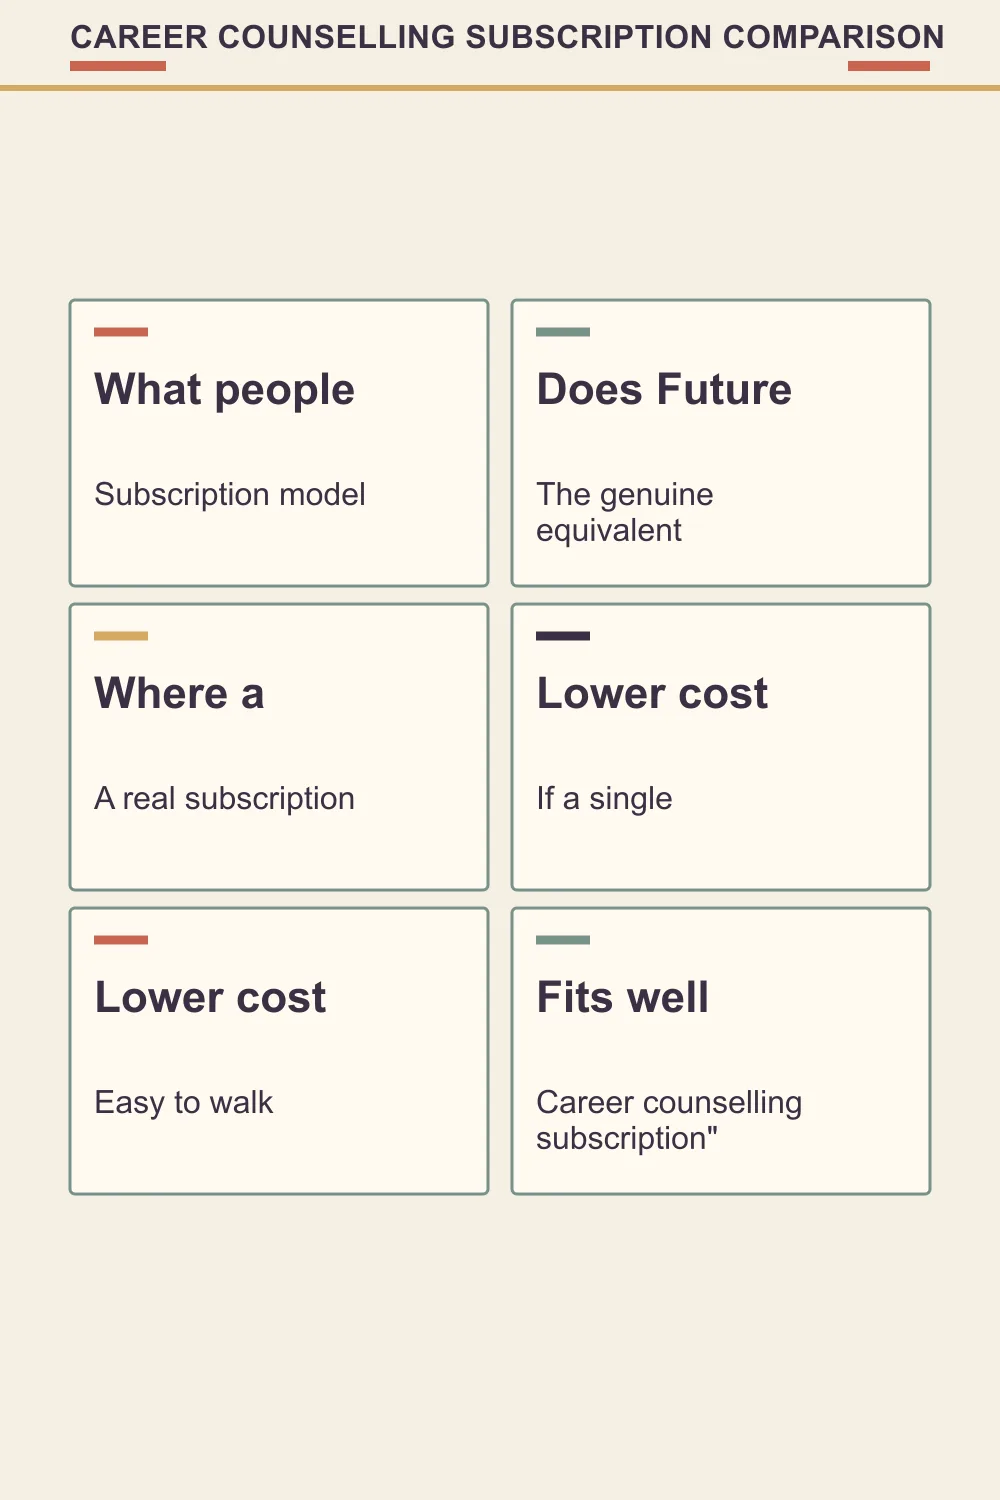 CAREER COUNSELLING SUBSCRIPTION COMPARISON
What people
Subscription model
Does Future
The genuine
equivalent
Where a
A real subscription
Lower cost
If a single
Lower cost
Easy to walk
Fits well
Career counselling
subscription"